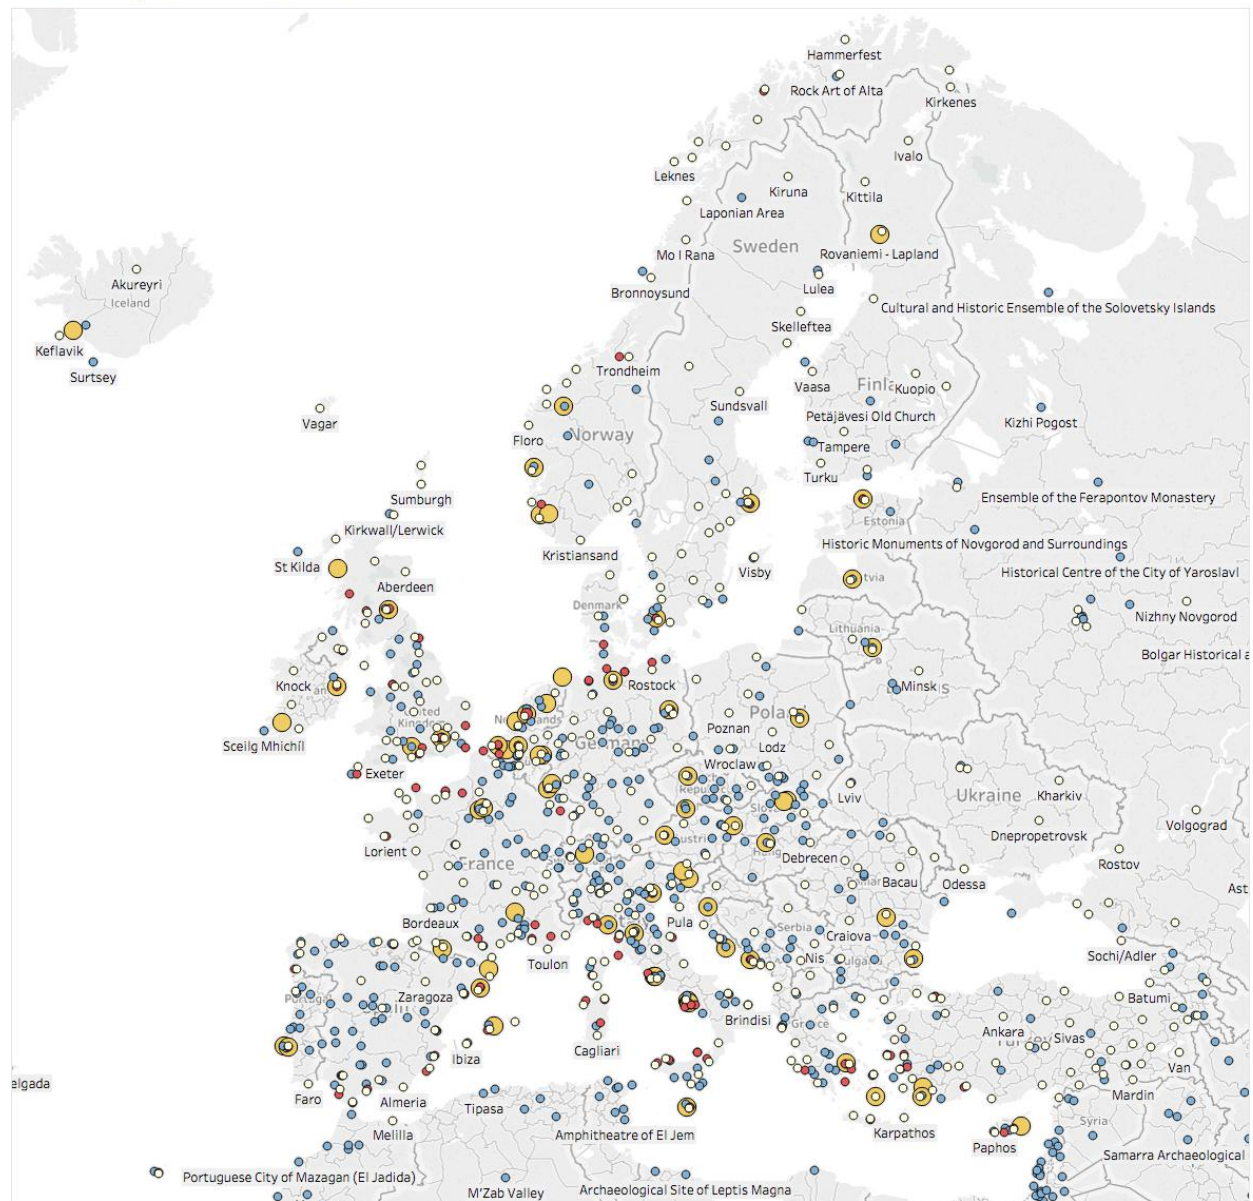 Hammerfest
Rock Art of Alta
Kirkenes
Ivalo
Leknes
Kiruna
Kittila
Laponian Area
Sweden
Mo I Rana
Rovaniemi - Lapland
Akureyri
Iceland
Bronnoysund
Lulea
Cultural and Historic Ensemble of the Solovetsky Islands
Skelleftea
Keflavik
Surtsey
Trondheim
Vaasa
Kuopio
Sundsvall
Petäjävesi Old Church
Kizhi Pogost
Vagar
Floro
Norway
Tampere
Turku
Sumburgh
Ensemble of the Ferapontov Monastery
Kirkwall/Lerwick
Estonia
Historic Monuments of Novgorod and Surroundings
Kristiansand
Visby
St Kilda
Historical Centre of the City of Yaroslavl
Aberdeen
Denmark
Nizhny Novgorod
Lithuania
Bolgar Historical a
Knock
Rostock
Minsk
United
Kingdom
Poznan
Sceilg Mhichíl
Lodz
Wroclaw
Exeter
Lviv
Ukraine
Kharkiv
Dnepropetrovsk
Volgograd
Lorient
Debrecen
Rostov
France
Bacau
Odessa
Ast
Bordeaux
Pula
Serbia
Craiova
Toulon
Nis
Sochi/Adler
Zaragoza
Brindisi
Batumi
Greece
Ankara
Sivas
Ibiza
Cagliari
Van
elgada
Faro
Almeria
Tipasa
Mardin
Melilla
Amphitheatre of El Jem
Karpathos
Paphos
Syria
Portuguese City of Mazagan (El Jadida)
Samarra Archaeological
M'Zab Valley
Archaeological Site of Leptis Magna